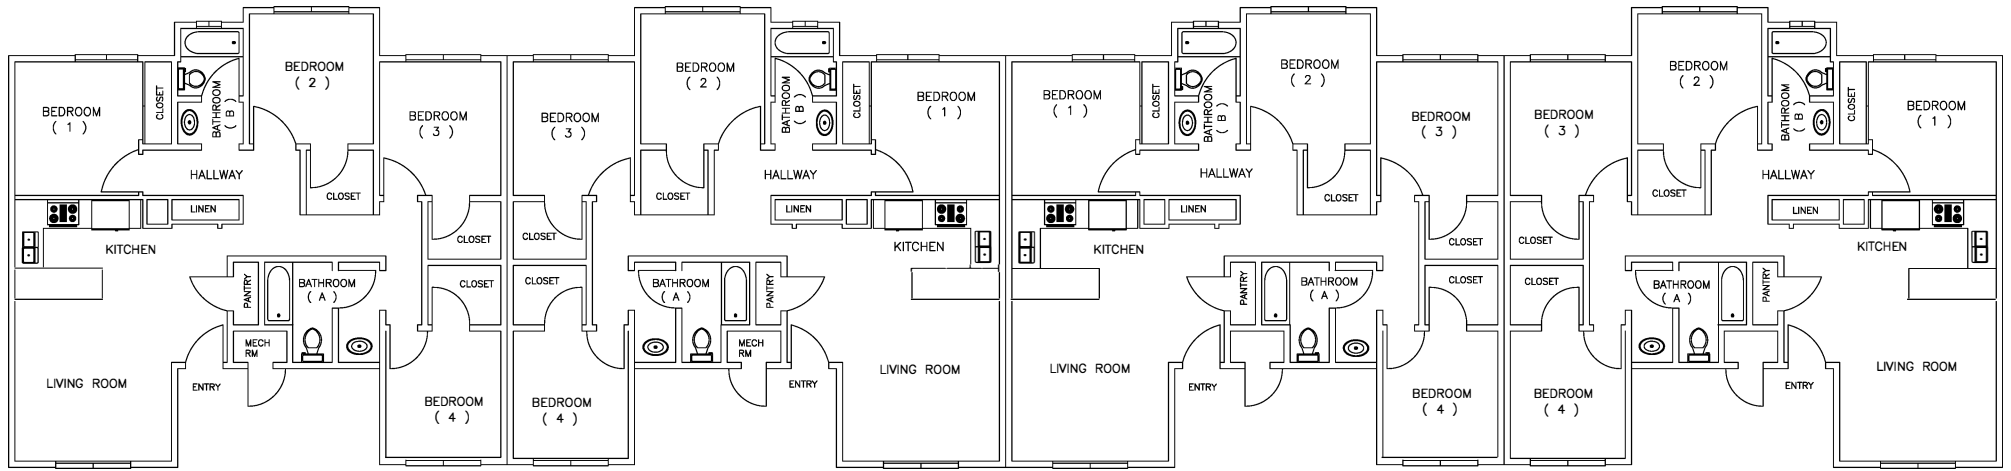 BEDROOM
( 1 )
CLOSET
BATHROOM
( B )
BEDROOM
( 2 )
BEDROOM
( 3 )
HALLWAY
CLOSET
LINEN
CLOSET
KITCHEN
PANTRY
BATHROOM
( A )
CLOSET
MECH
RM
LIVING ROOM
ENTRY
BEDROOM
( 4 )
BEDROOM
( 3 )
BEDROOM
( 2 )
BATHROOM
( B )
CLOSET
BEDROOM
( 1 )
HALLWAY
CLOSET
LINEN
CLOSET
KITCHEN
CLOSET
BATHROOM
( A )
PANTRY
MECH
RM
ENTRY
LIVING ROOM
BEDROOM
( 4 )
BEDROOM
( 1 )
CLOSET
BATHROOM
( B )
BEDROOM
( 2 )
BEDROOM
( 3 )
HALLWAY
CLOSET
LINEN
CLOSET
KITCHEN
PANTRY
BATHROOM
( A )
CLOSET
LIVING ROOM
ENTRY
BEDROOM
( 4 )
BEDROOM
( 3 )
BEDROOM
( 2 )
BATHROOM
( B )
CLOSET
BEDROOM
( 1 )
HALLWAY
CLOSET
LINEN
CLOSET
KITCHEN
CLOSET
BATHROOM
( A )
PANTRY
LIVING ROOM
ENTRY
BEDROOM
( 4 )